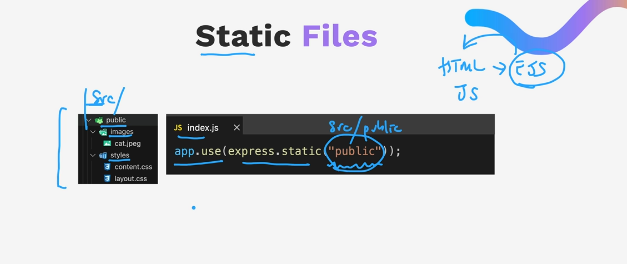 Static Files
HTML → EJS
JS
src/
public
images
cat.jpeg
styles
content.css
layout.css
JS index.js ×
src/public
app.use(express.static("public"));